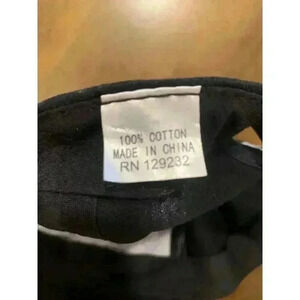 100% COTTON
MADE IN CHINA
RN 129232